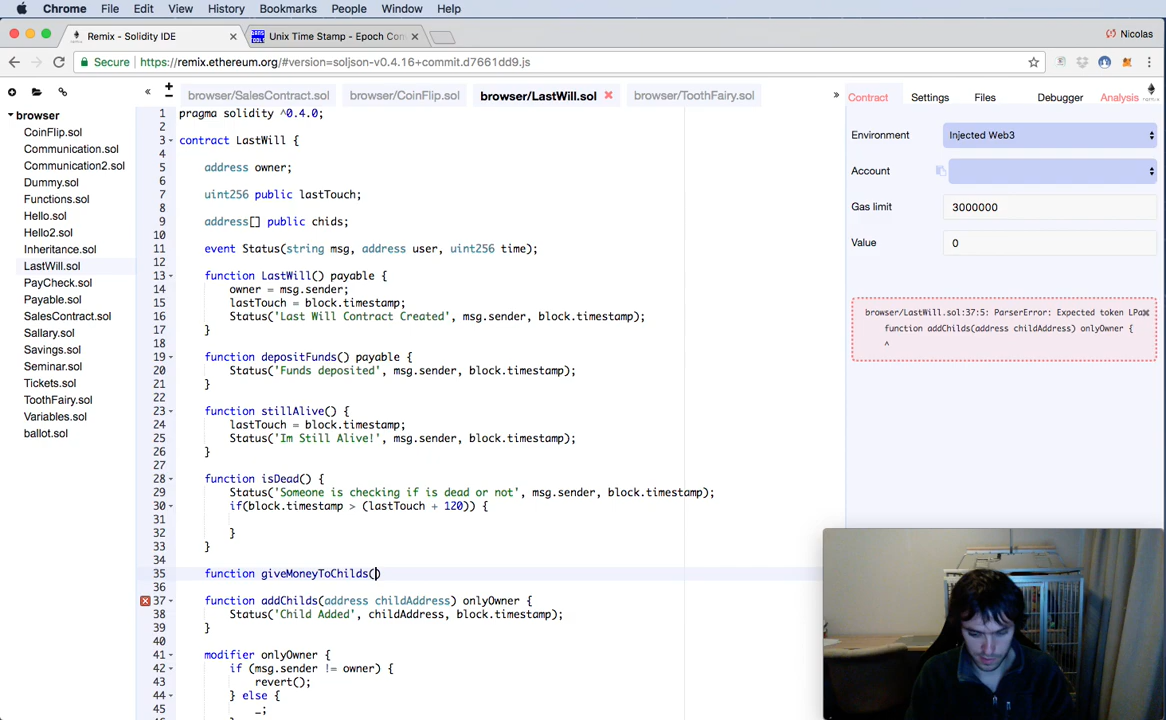 Chrome File Edit View History Bookmarks People Window Help
Remix - Solidity IDE
Unix Time Stamp - Epoch Con
Nicolas
Secure https://remix.ethereum.org/#version=soljson-v0.4.16+commit.d7661dd9.js
browser/SalesContract.sol browser/CoinFlip.sol browser/LastWill.sol browser/ToothFairy.sol
Contract Settings Files Debugger Analysis
browser
CoinFlip.sol
Communication.sol
Communication2.sol
Dummy.sol
Functions.sol
Hello.sol
Hello2.sol
Inheritance.sol
LastWill.sol
PayCheck.sol
Payable.sol
SalesContract.sol
Sallary.sol
Savings.sol
Seminar.sol
Tickets.sol
ToothFairy.sol
Variables.sol
ballot.sol
1 pragma solidity ^0.4.0;
2
3 contract LastWill {
4
5 address owner;
6
7 uint256 public lastTouch;
8
9 address[] public chids;
10
11 event Status(string msg, address user, uint256 time);
12
13 function LastWill() payable {
14 owner = msg.sender;
15 lastTouch = block.timestamp;
16 Status('Last Will Contract Created', msg.sender, block.timestamp);
17 }
18
19 function depositFunds() payable {
20 Status('Funds deposited', msg.sender, block.timestamp);
21 }
22
23 function stillAlive() {
24 lastTouch = block.timestamp;
25 Status('Im Still Alive!', msg.sender, block.timestamp);
26 }
27
28 function isDead() {
29 Status('Someone is checking if is dead or not', msg.sender, block.timestamp);
30 if(block.timestamp > (lastTouch + 120)) {
31
32 }
33 }
34
35 function giveMoneyToChilds()
36
37 function addChilds(address childAddress) onlyOwner {
38 Status('Child Added', childAddress, block.timestamp);
39 }
40
41 modifier onlyOwner {
42 if (msg.sender != owner) {
43 revert();
44 } else {
45 _;
Environment Injected Web3
Account
Gas limit 3000000
Value 0
browser/LastWill.sol:37:5: ParserError: Expected token LPa
function addChilds(address childAddress) onlyOwner {
^